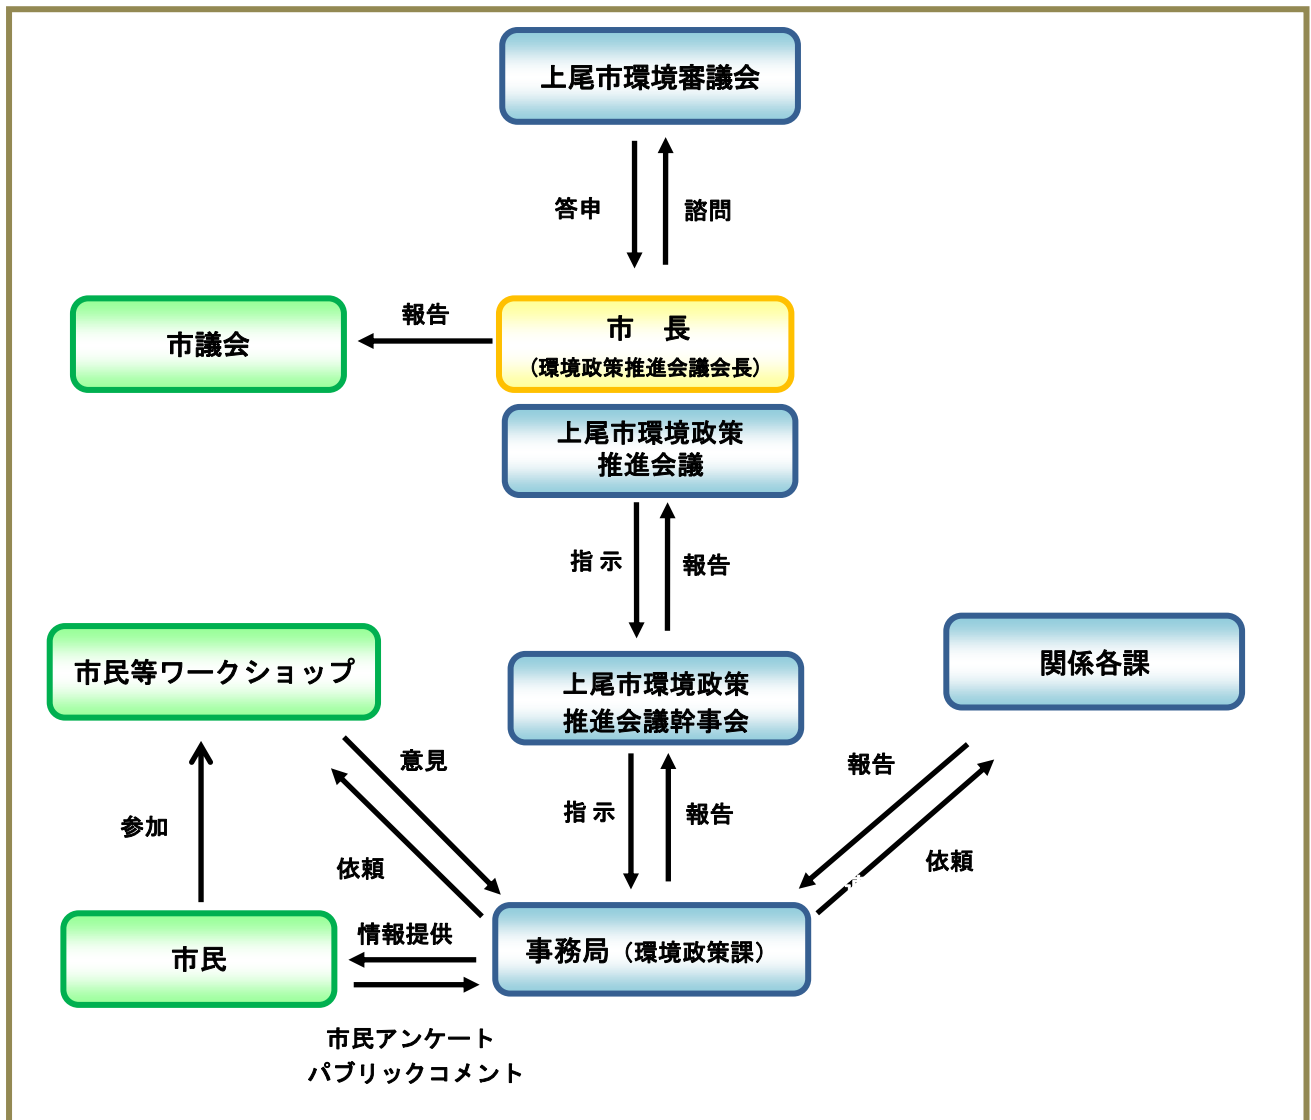 上尾市環境審議会
答申
諮問
市議会
報告
市　長
（環境政策推進会議会長）
上尾市環境政策
推進会議
指 示
報告
市民等ワークショップ
上尾市環境政策
推進会議幹事会
関係各課
意見
報告
指 示
報告
参加
依頼
依頼
市民
情報提供
事務局（環境政策課）
市民アンケート
パブリックコメント